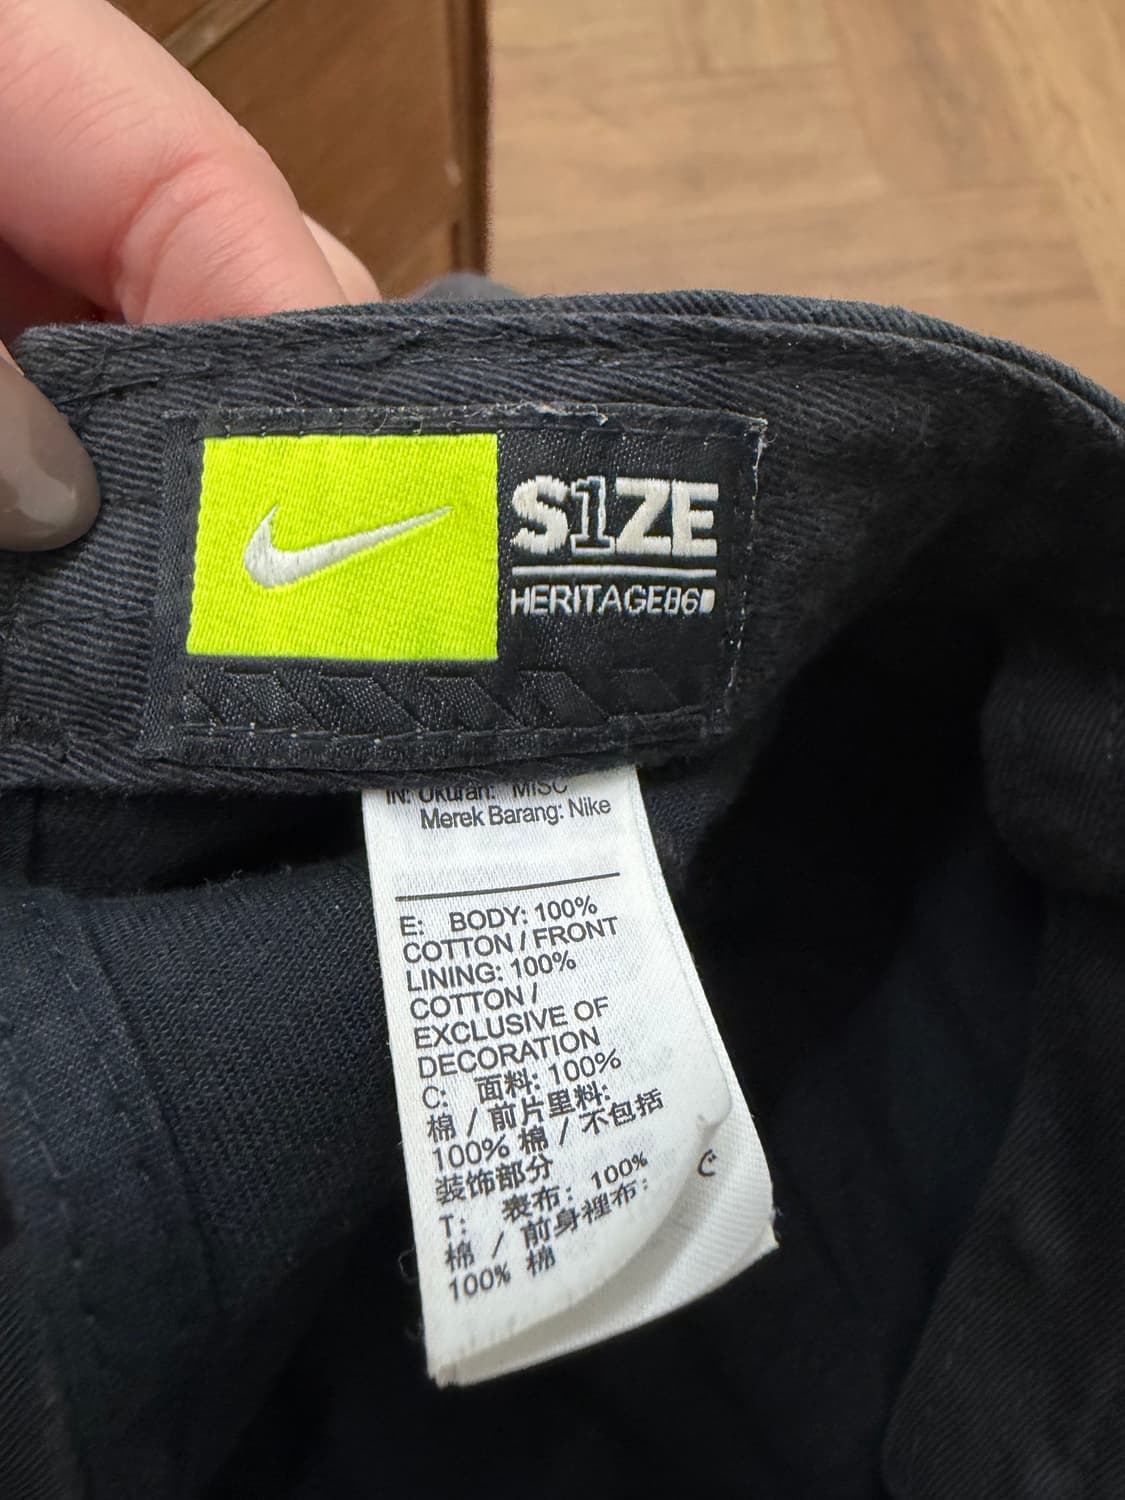 S1ZE
HERITAGE86
IN: Ukuran: MISC
Merek Barang: Nike
E: BODY: 100%
COTTON / FRONT
LINING: 100%
COTTON /
EXCLUSIVE OF
DECORATION
C: 面料: 100%
棉 / 前片里料:
100% 棉 / 不包括
装饰部分
T: 表布: 100%
棉 / 前身裡布:
100% 棉